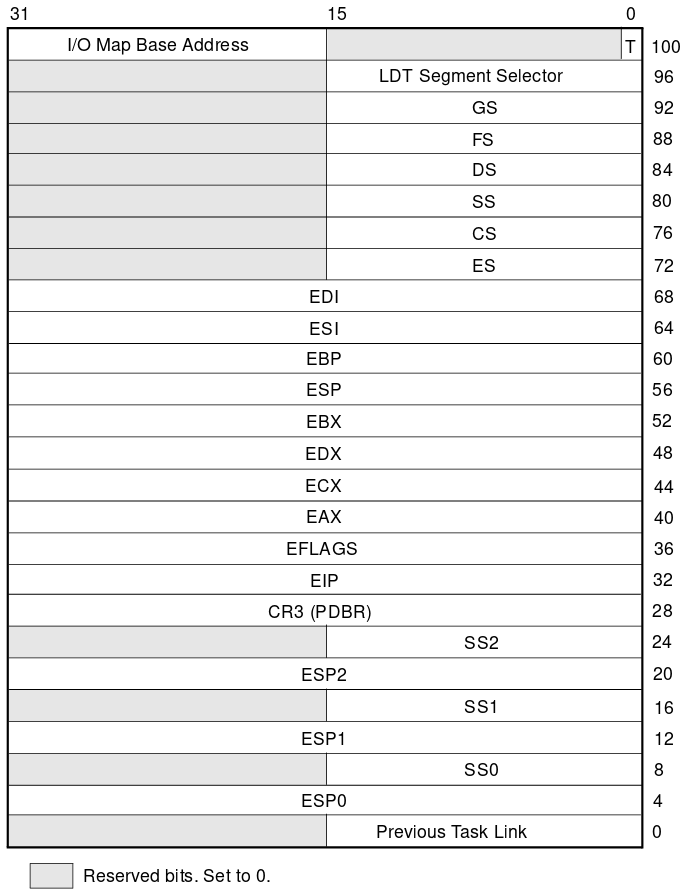 31 15 0
I/O Map Base Address T 100
LDT Segment Selector 96
GS 92
FS 88
DS 84
SS 80
CS 76
ES 72
EDI 68
ESI 64
EBP 60
ESP 56
EBX 52
EDX 48
ECX 44
EAX 40
EFLAGS 36
EIP 32
CR3 (PDBR) 28
SS2 24
ESP2 20
SS1 16
ESP1 12
SS0 8
ESP0 4
Previous Task Link 0
Reserved bits. Set to 0.